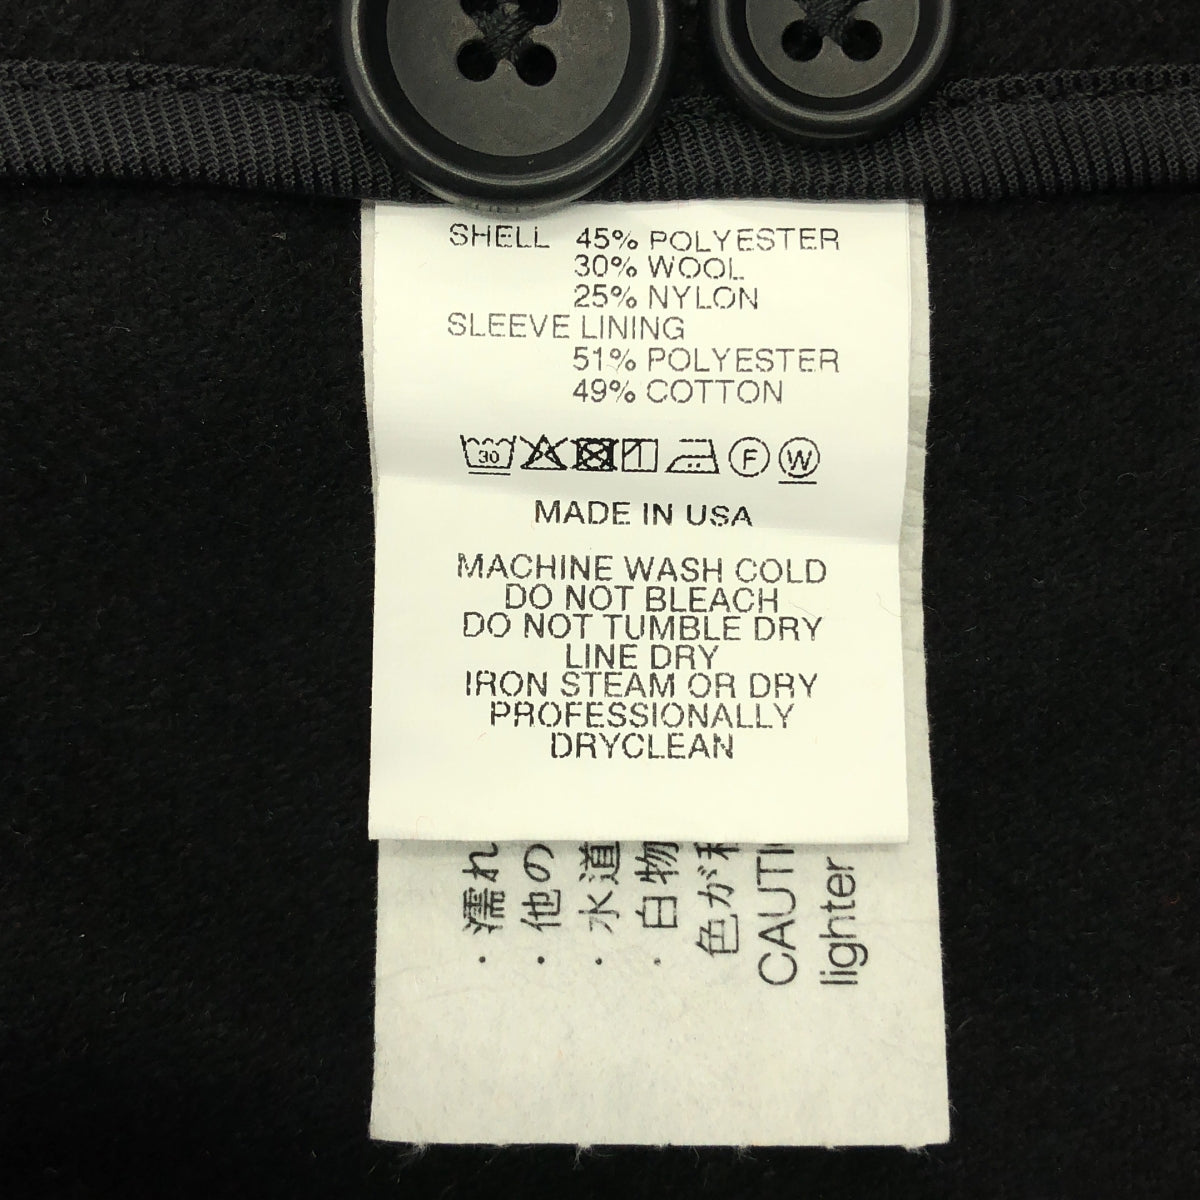 SHELL 45% POLYESTER
30% WOOL
25% NYLON
SLEEVE LINING
51% POLYESTER
49% COTTON
30 F W
MADE IN USA
MACHINE WASH COLD
DO NOT BLEACH
DO NOT TUMBLE DRY
LINE DRY
IRON STEAM OR DRY
PROFESSIONALLY
DRYCLEAN
・濡れ
・他の
・水道
・白物
色が
CAUTI
lighter